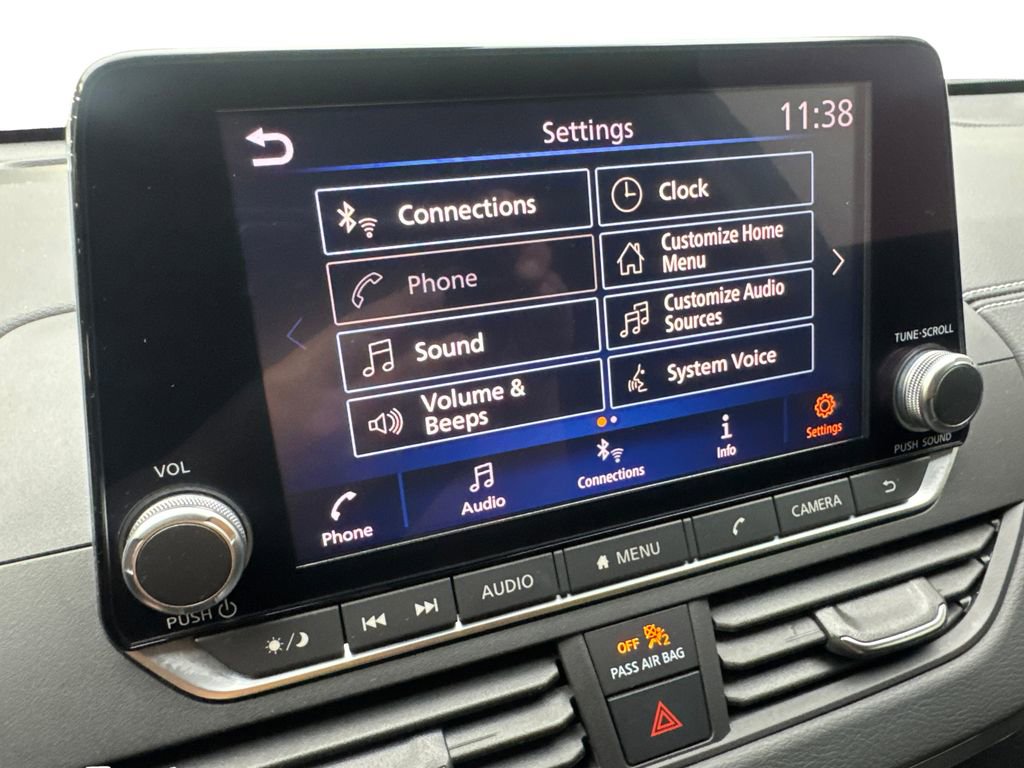 Settings
11:38
Connections
Clock
Phone
Customize Home
Menu
Sound
Customize Audio
Sources
Volume &
Beeps
System Voice
Phone
Audio
Connections
Info
Settings
VOL
PUSH
TUNE·SCROLL
PUSH SOUND
AUDIO
MENU
CAMERA
OFF 2
PASS AIR BAG